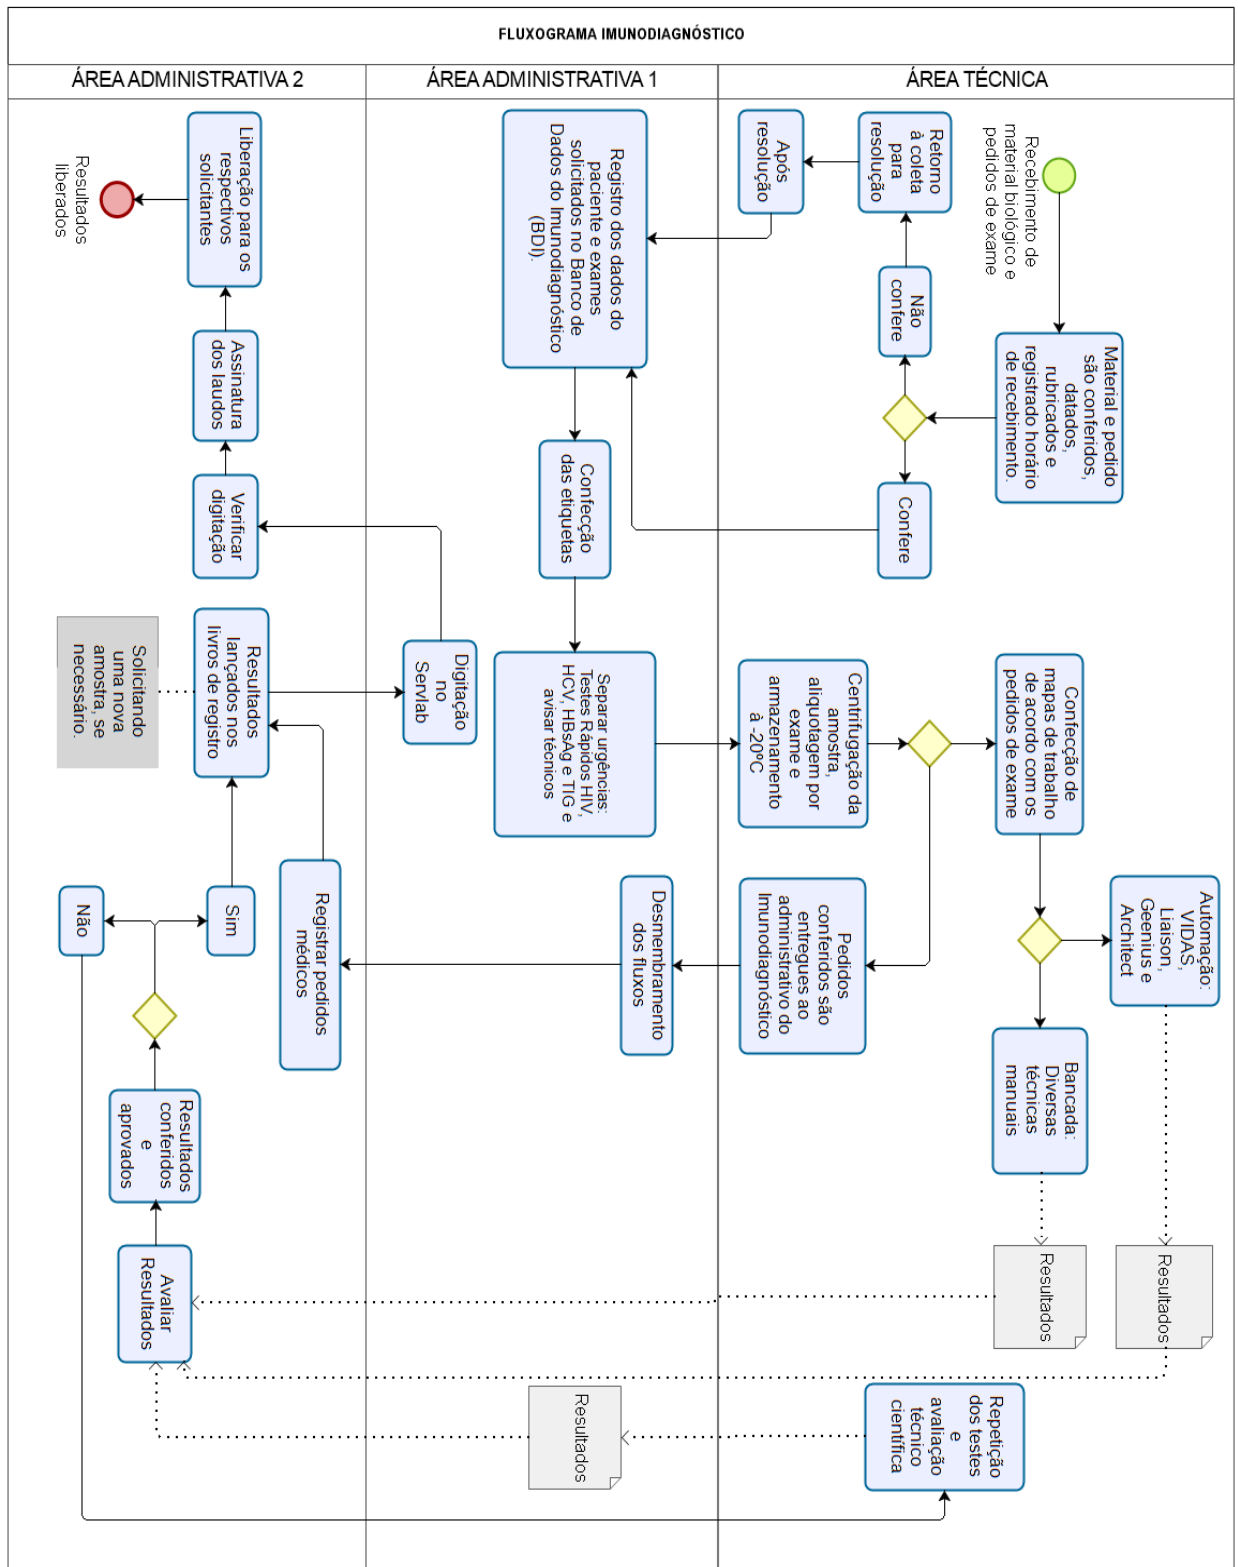 FLUXOGRAMA IMUNODIAGNÓSTICO
ÁREA ADMINISTRATIVA 2
ÁREA ADMINISTRATIVA 1
ÁREA TÉCNICA
Recebimento de
material biológico e
pedidos de exame
Material e pedido
são conferidos,
datados,
rubricados e
registrado horário
de recebimento.
Não
confere
Confere
Retorno
à coleta
para
resolução
Após
resolução
Registro dos dados do
paciente e exames
solicitados no Banco de
Dados do Imunodiagnóstico
(BDI).
Confecção
das etiquetas
Separar urgências:
Testes Rápidos HIV,
HCV, HBsAg e TIG e
avisar técnicos
Centrifugação da
amostra,
aliquotagem por
exame e
armazenamento
à -20ºC
Confecção de
mapas de trabalho
de acordo com os
pedidos de exame
Automação:
VIDAS,
Liaison,
Geenius e
Architect
Bancada:
Diversas
técnicas
manuais
Resultados
Resultados
Pedidos
conferidos são
entregues ao
administrativo do
Imunodiagnóstico
Desmembramento
dos fluxos
Registrar pedidos
médicos
Avaliar
Resultados
Resultados
conferidos
e
aprovados
Sim
Não
Repetição
dos testes
e
avaliação
técnico
científica
Resultados
Resultados
lançados nos
livros de registro
Solicitando
uma nova
amostra, se
necessário.
Digitação
no
Servlab
Verificar
digitação
Assinatura
dos laudos
Liberação para os
respectivos
solicitantes
Resultados
liberados